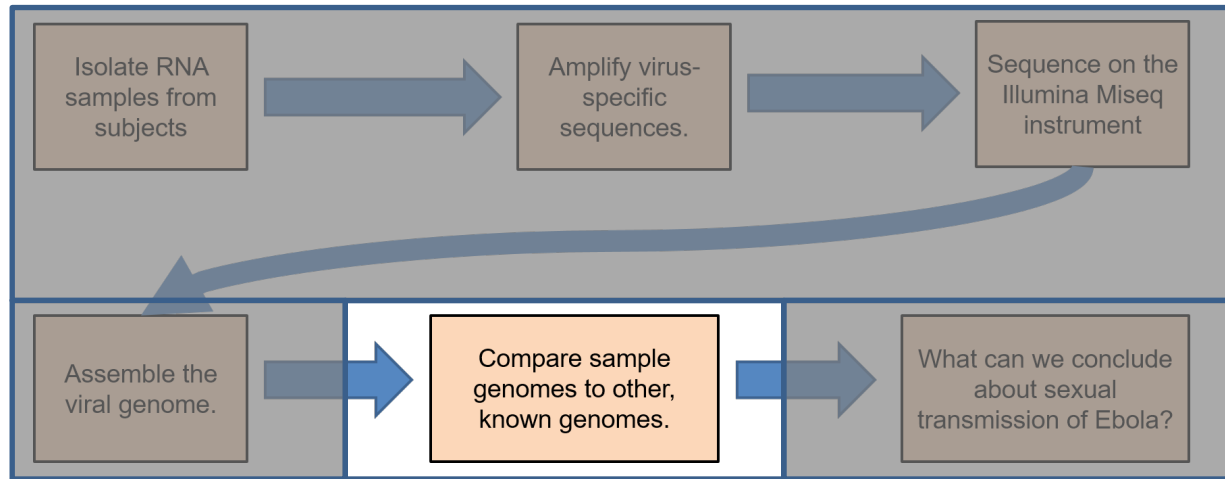 Isolate RNA
samples from
subjects
Amplify virus-
specific
sequences.
Sequence on the
Illumina Miseq
instrument
Assemble the
viral genome.
Compare sample
genomes to other,
known genomes.
What can we conclude
about sexual
transmission of Ebola?